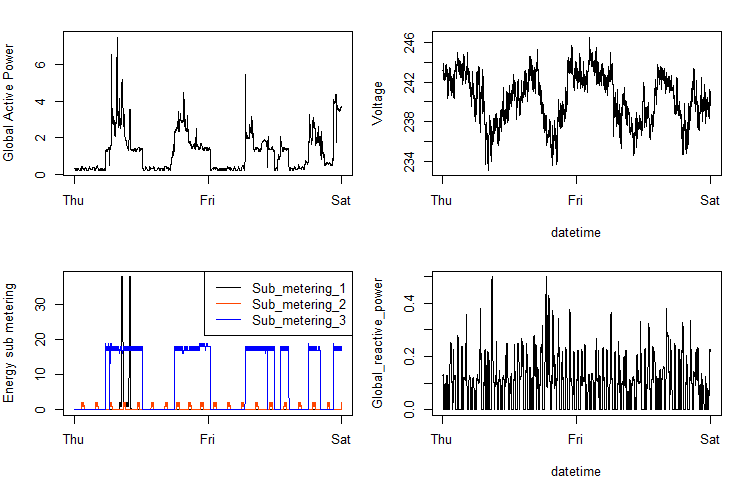 Global Active Power
6
4
2
0
Thu Fri Sat
Voltage
246
242
238
234
Thu Fri Sat
datetime
Energy sub metering
30
20
10
0
Sub_metering_1
Sub_metering_2
Sub_metering_3
Thu Fri Sat
Global_reactive_power
0.4
0.2
0.0
Thu Fri Sat
datetime